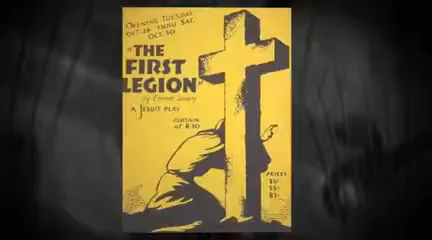 OPENING TUESDAY
OCT. 26 THRU SAT.
OCT. 30
"THE
FIRST
LEGION"
by Emmet Lavery
A JESUIT PLAY
CURTAIN
AT 8:30
PRICES
35¢
55¢
83¢